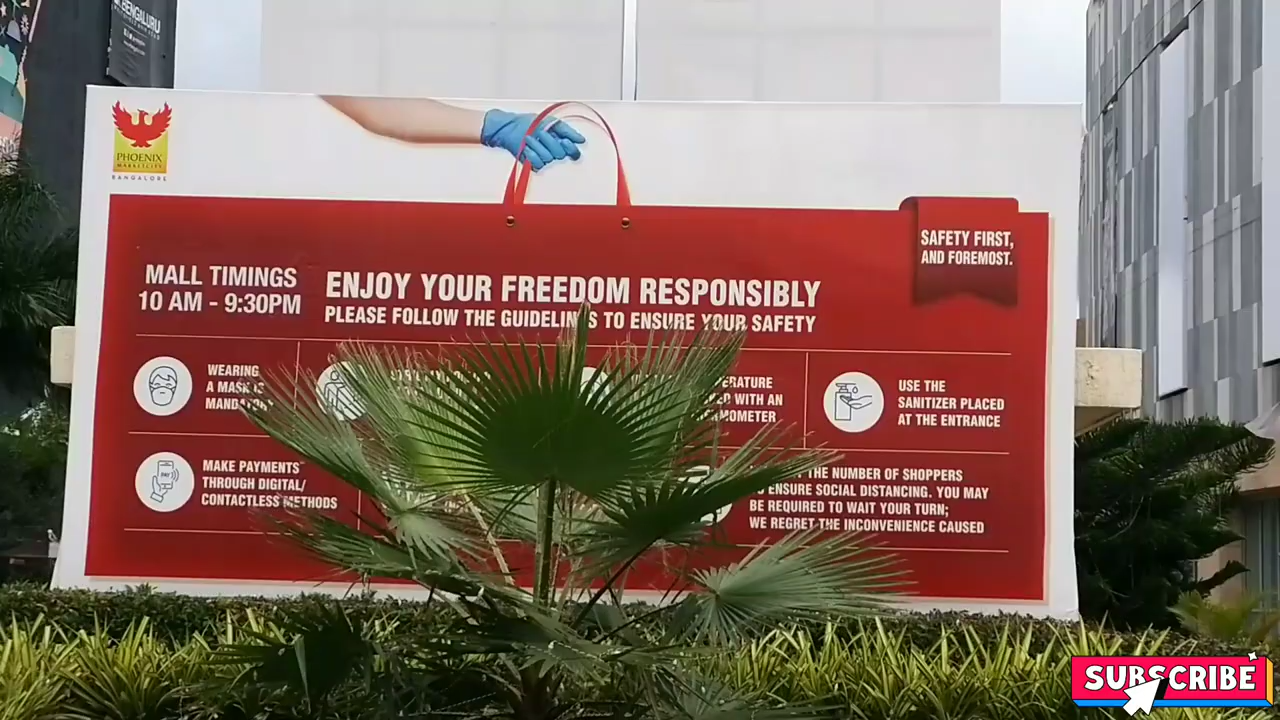 BENGALURU
PHOENIX
MARKETCITY
BANGALORE
SAFETY FIRST,
AND FOREMOST.
MALL TIMINGS
10 AM - 9:30PM
ENJOY YOUR FREEDOM RESPONSIBLY
PLEASE FOLLOW THE GUIDELINES TO ENSURE YOUR SAFETY
WEARING
A MASK IS
MANDATORY
WITH AN
USE THE
SANITIZER PLACED
AT THE ENTRANCE
MAKE PAYMENTS
THROUGH DIGITAL/
CONTACTLESS METHODS
PAY
THE NUMBER OF SHOPPERS
ENSURE SOCIAL DISTANCING. YOU MAY
BE REQUIRED TO WAIT YOUR TURN;
WE REGRET THE INCONVENIENCE CAUSED
SUBSCRIBE